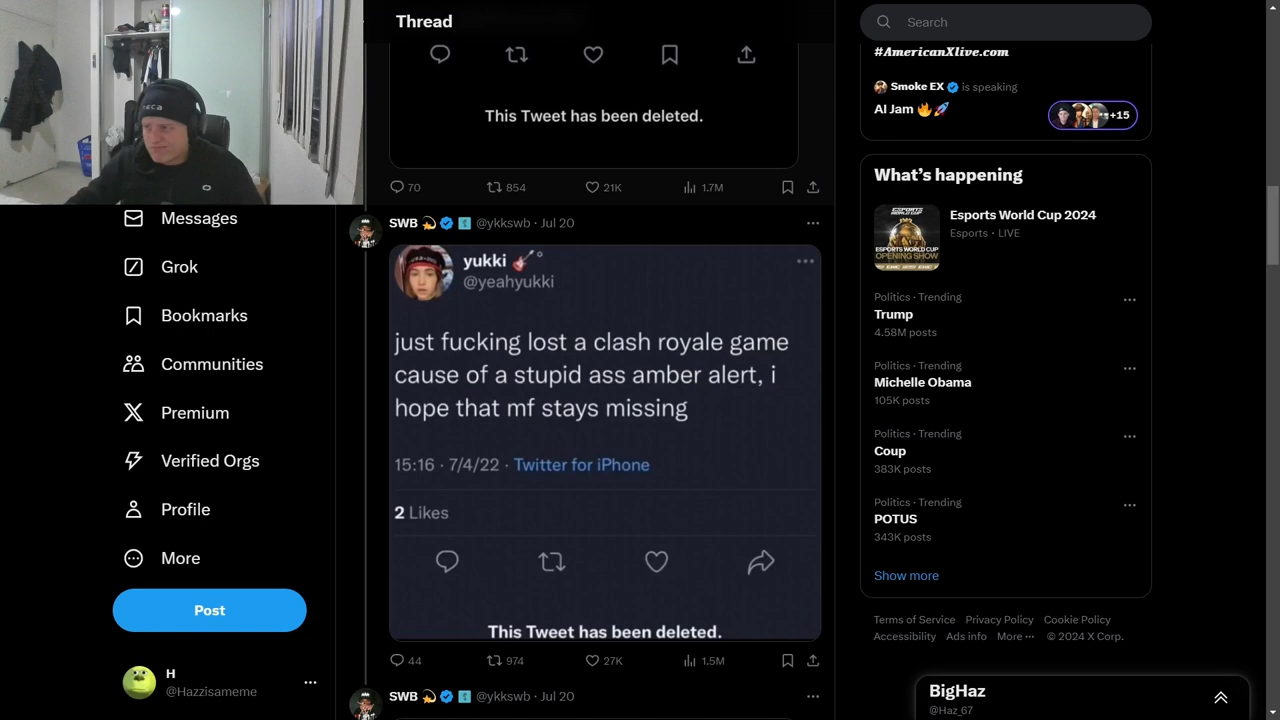 Thread
This Tweet has been deleted.
70
854
21K
1.7M
SWB @ykkswb · Jul 20
yukki
@yeahyukki
just fucking lost a clash royale game
cause of a stupid ass amber alert, i
hope that mf stays missing
15:16 · 7/4/22 · Twitter for iPhone
2 Likes
This Tweet has been deleted.
44
974
27K
1.5M
SWB @ykkswb · Jul 20
Messages
Grok
Bookmarks
Communities
Premium
Verified Orgs
Profile
More
Post
H
@Hazzisameme
Search
#AmericanXlive.com
Smoke EX is speaking
AI Jam
+15
What's happening
Esports World Cup 2024
Esports · LIVE
Politics · Trending
Trump
4.58M posts
Politics · Trending
Michelle Obama
105K posts
Politics · Trending
Coup
383K posts
Politics · Trending
POTUS
343K posts
Show more
Terms of Service Privacy Policy Cookie Policy
Accessibility Ads info More ··· © 2024 X Corp.
BigHaz
@Haz_67